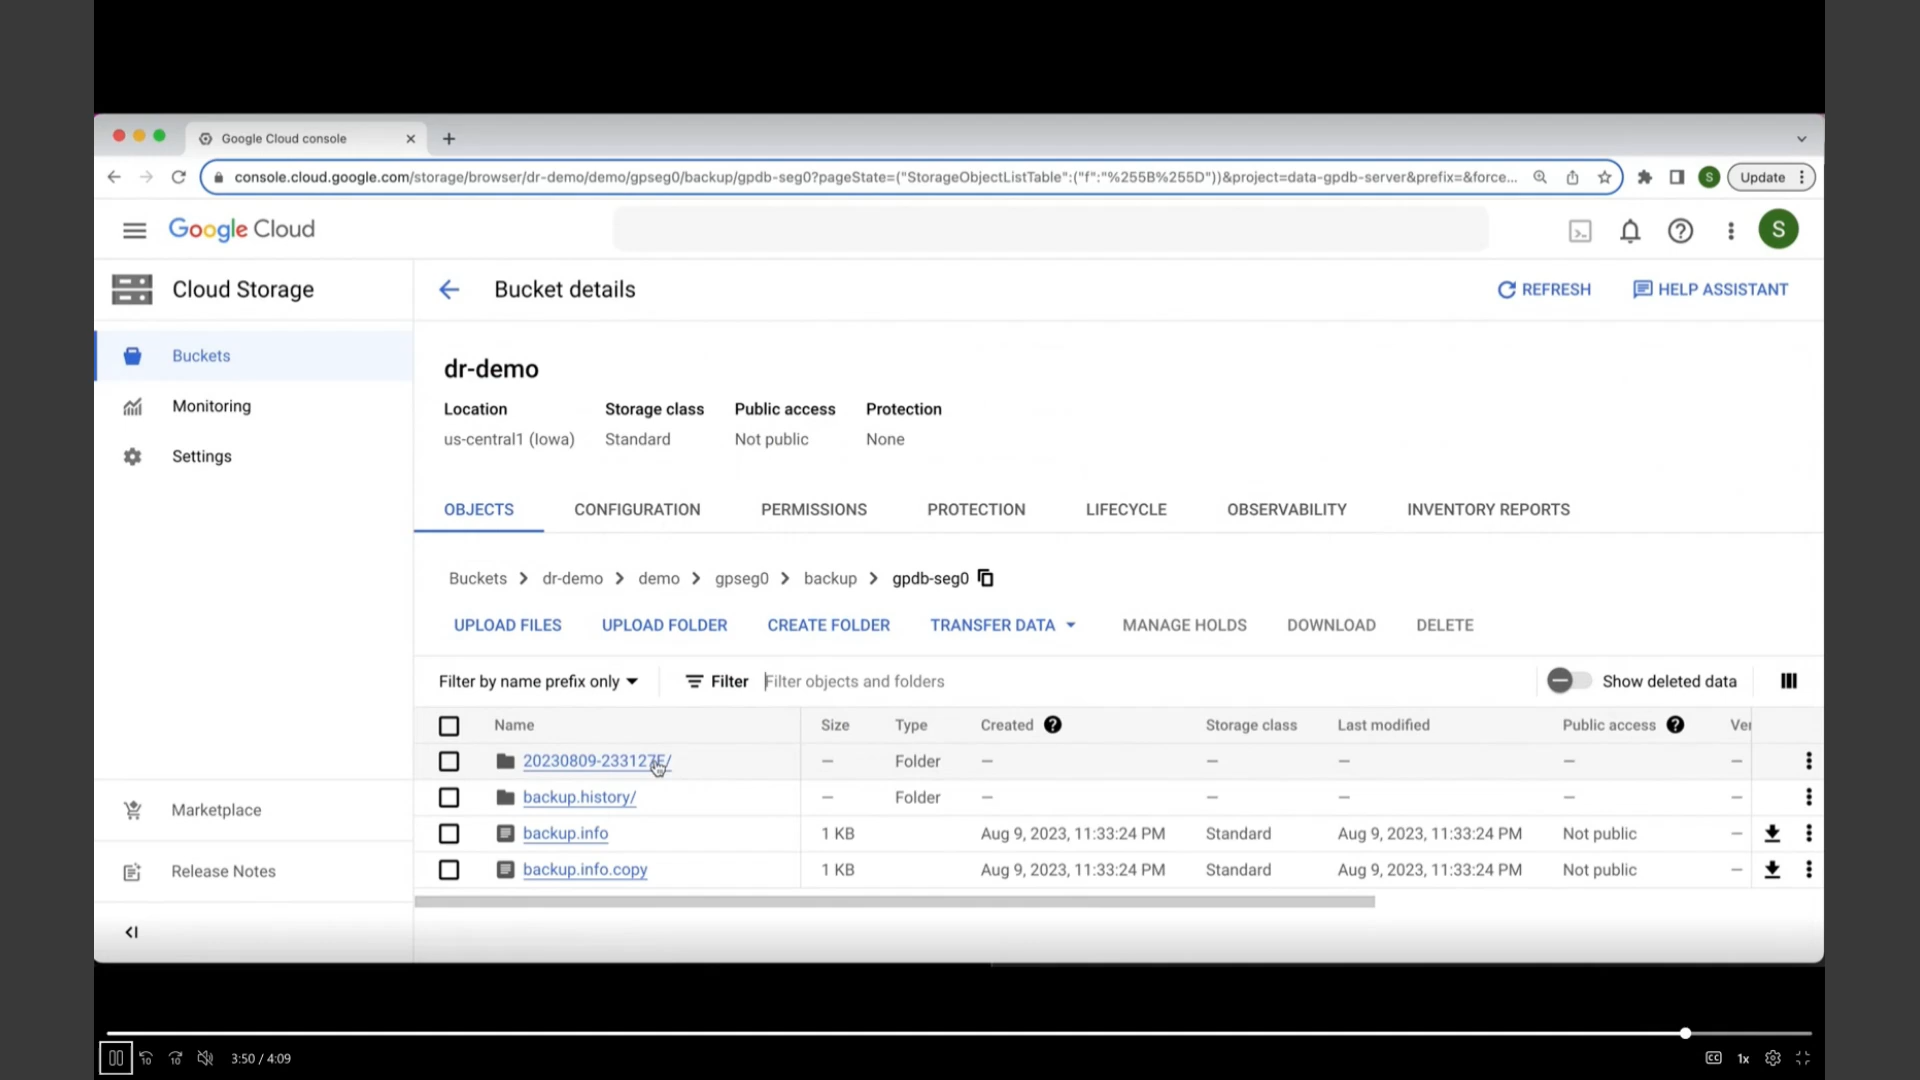 Google Cloud console
console.cloud.google.com/storage/browser/dr-demo/demo/gpseg0/backup/gpdb-seg0?pageState=("StorageObjectListTable":("f":"%255B%255D"))&project=data-gpdb-server&prefix=&force...
S
Update
Google Cloud
S
Cloud Storage
Bucket details
REFRESH
HELP ASSISTANT
Buckets
Monitoring
Settings
dr-demo
Location Storage class Public access Protection
us-central1 (Iowa) Standard Not public None
OBJECTS CONFIGURATION PERMISSIONS PROTECTION LIFECYCLE OBSERVABILITY INVENTORY REPORTS
Buckets > dr-demo > demo > gpseg0 > backup > gpdb-seg0
UPLOAD FILES UPLOAD FOLDER CREATE FOLDER TRANSFER DATA MANAGE HOLDS DOWNLOAD DELETE
Filter by name prefix only Filter Filter objects and folders Show deleted data
Name Size Type Created Storage class Last modified Public access Ver
20230809-233127F/ — Folder — — — — —
backup.history/ — Folder — — — — —
backup.info 1 KB Aug 9, 2023, 11:33:24 PM Standard Aug 9, 2023, 11:33:24 PM Not public —
backup.info.copy 1 KB Aug 9, 2023, 11:33:24 PM Standard Aug 9, 2023, 11:33:24 PM Not public —
Marketplace
Release Notes
10 10 3:50 / 4:09 CC 1x